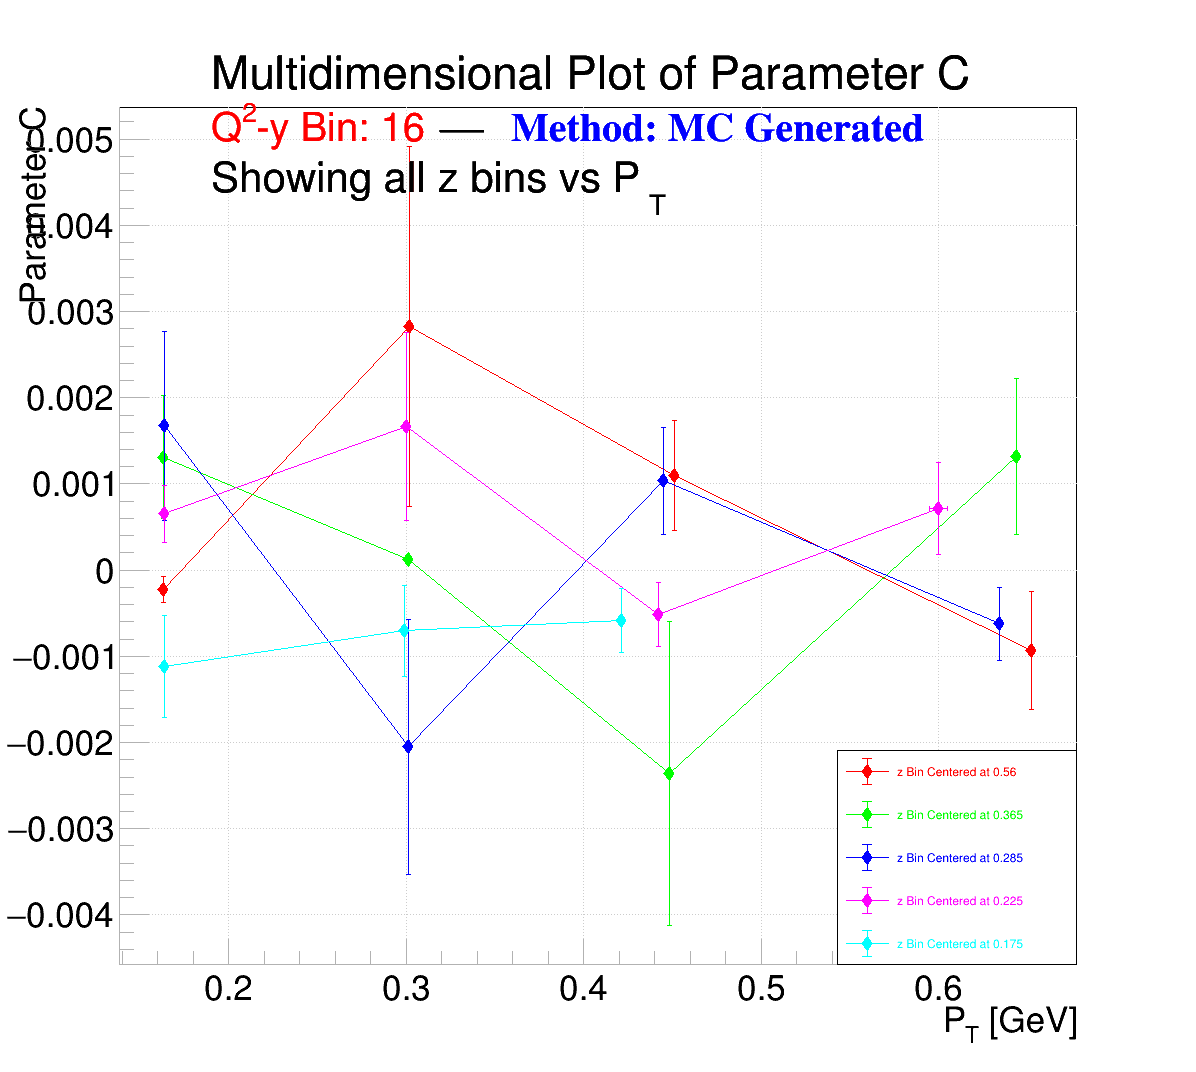 Multidimensional Plot of Parameter C
Q²-y Bin: 16 — Method: MC Generated
Showing all z bins vs P_T
Parameter C
0.005
0.004
0.003
0.002
0.001
0
−0.001
−0.002
−0.003
−0.004
z Bin Centered at 0.56
z Bin Centered at 0.365
z Bin Centered at 0.285
z Bin Centered at 0.225
z Bin Centered at 0.175
0.2 0.3 0.4 0.5 0.6
P_T [GeV]